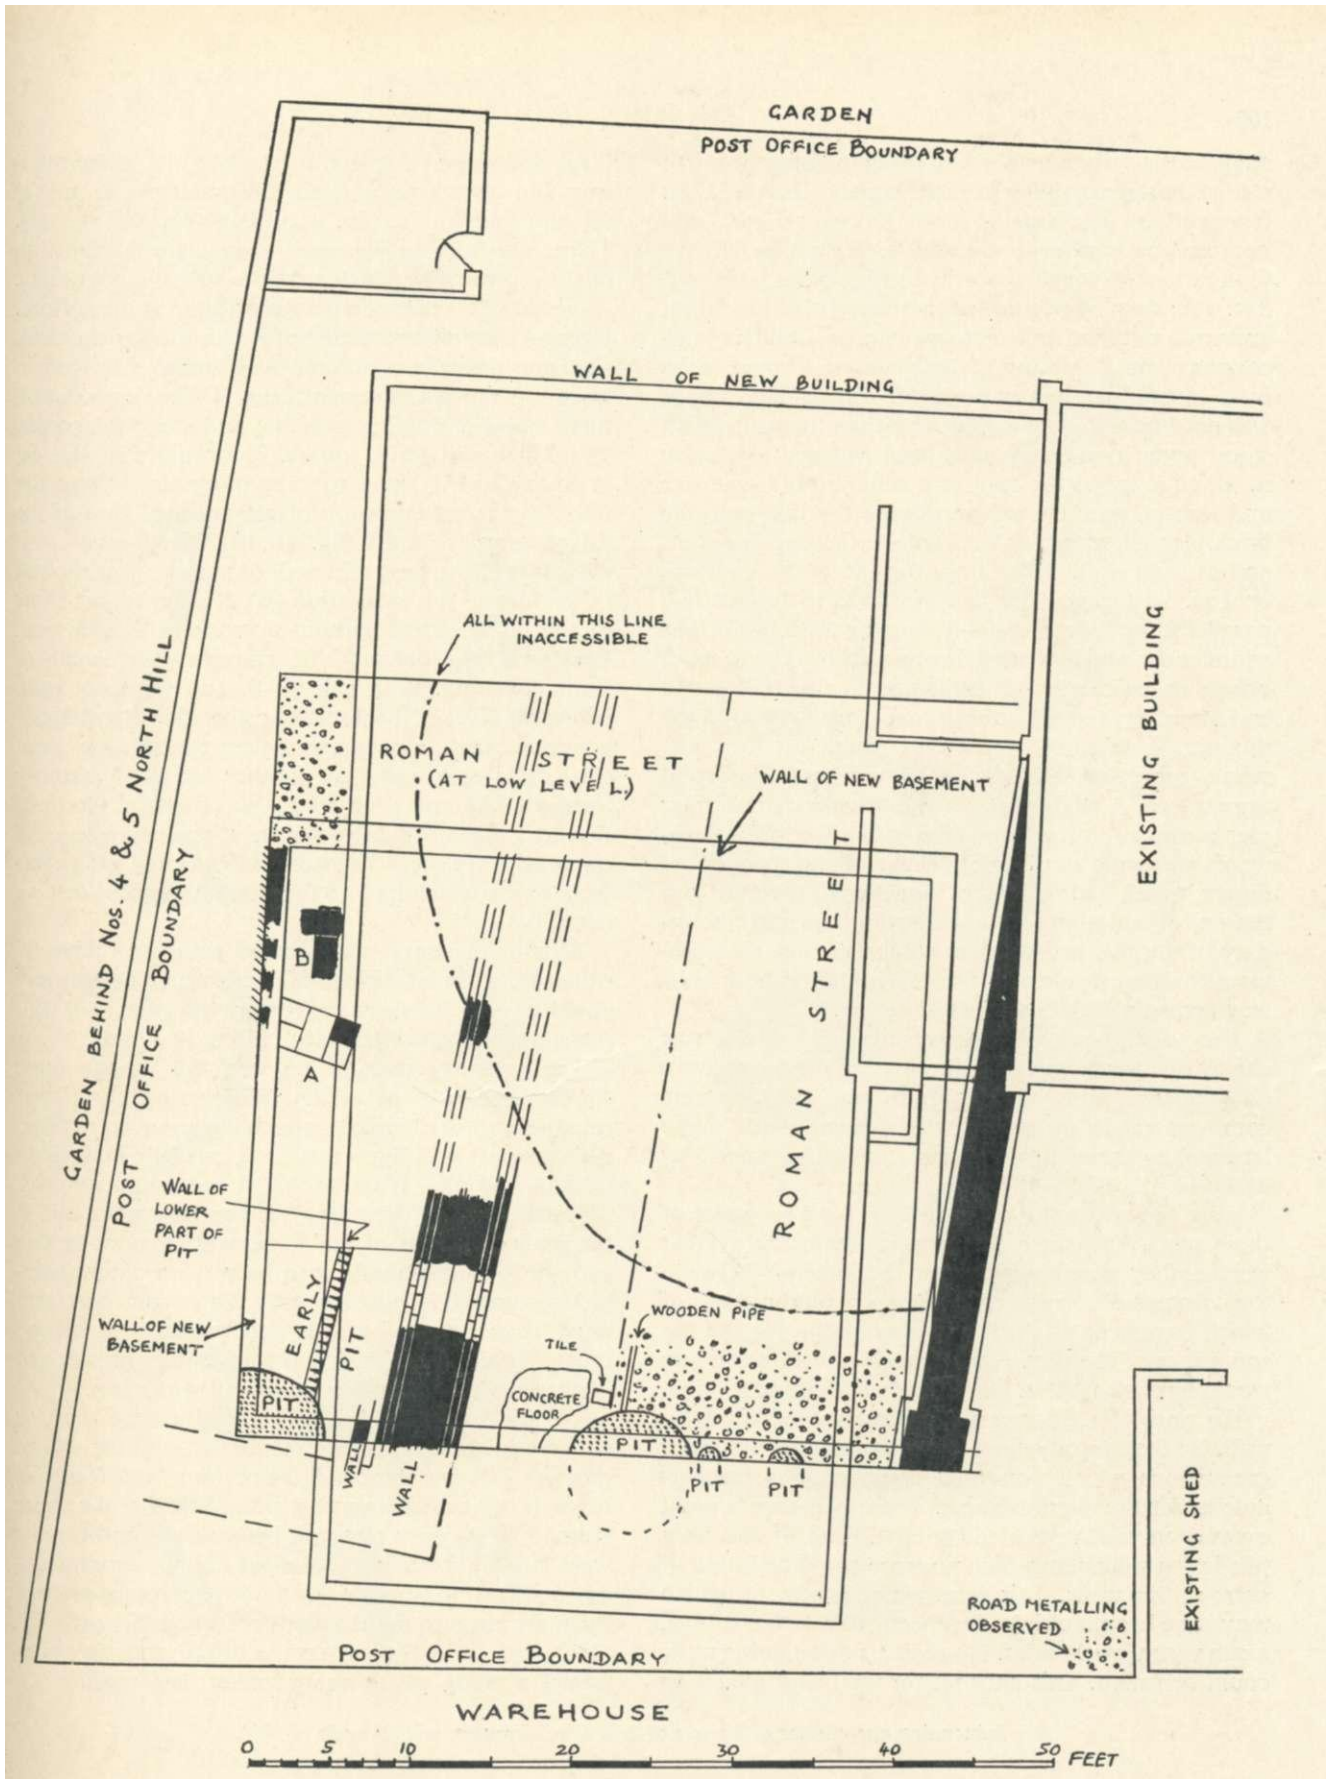 GARDEN
POST OFFICE BOUNDARY
WALL OF NEW BUILDING
ALL WITHIN THIS LINE
INACCESSIBLE
GARDEN BEHIND Nos. 4 & 5 NORTH HILL
POST OFFICE BOUNDARY
EXISTING BUILDING
ROMAN STREET
(AT LOW LEVEL)
WALL OF NEW BASEMENT
ROMAN STREET
B
A
WALL OF
LOWER
PART OF
PIT
EARLY
PIT
WALL OF NEW
BASEMENT
WOODEN PIPE
TILE
CONCRETE
FLOOR
PIT
PIT
PIT
PIT
WALL
WALL
EXISTING SHED
ROAD METALLING
OBSERVED
POST OFFICE BOUNDARY
WAREHOUSE
0 5 10 20 30 40 50 FEET